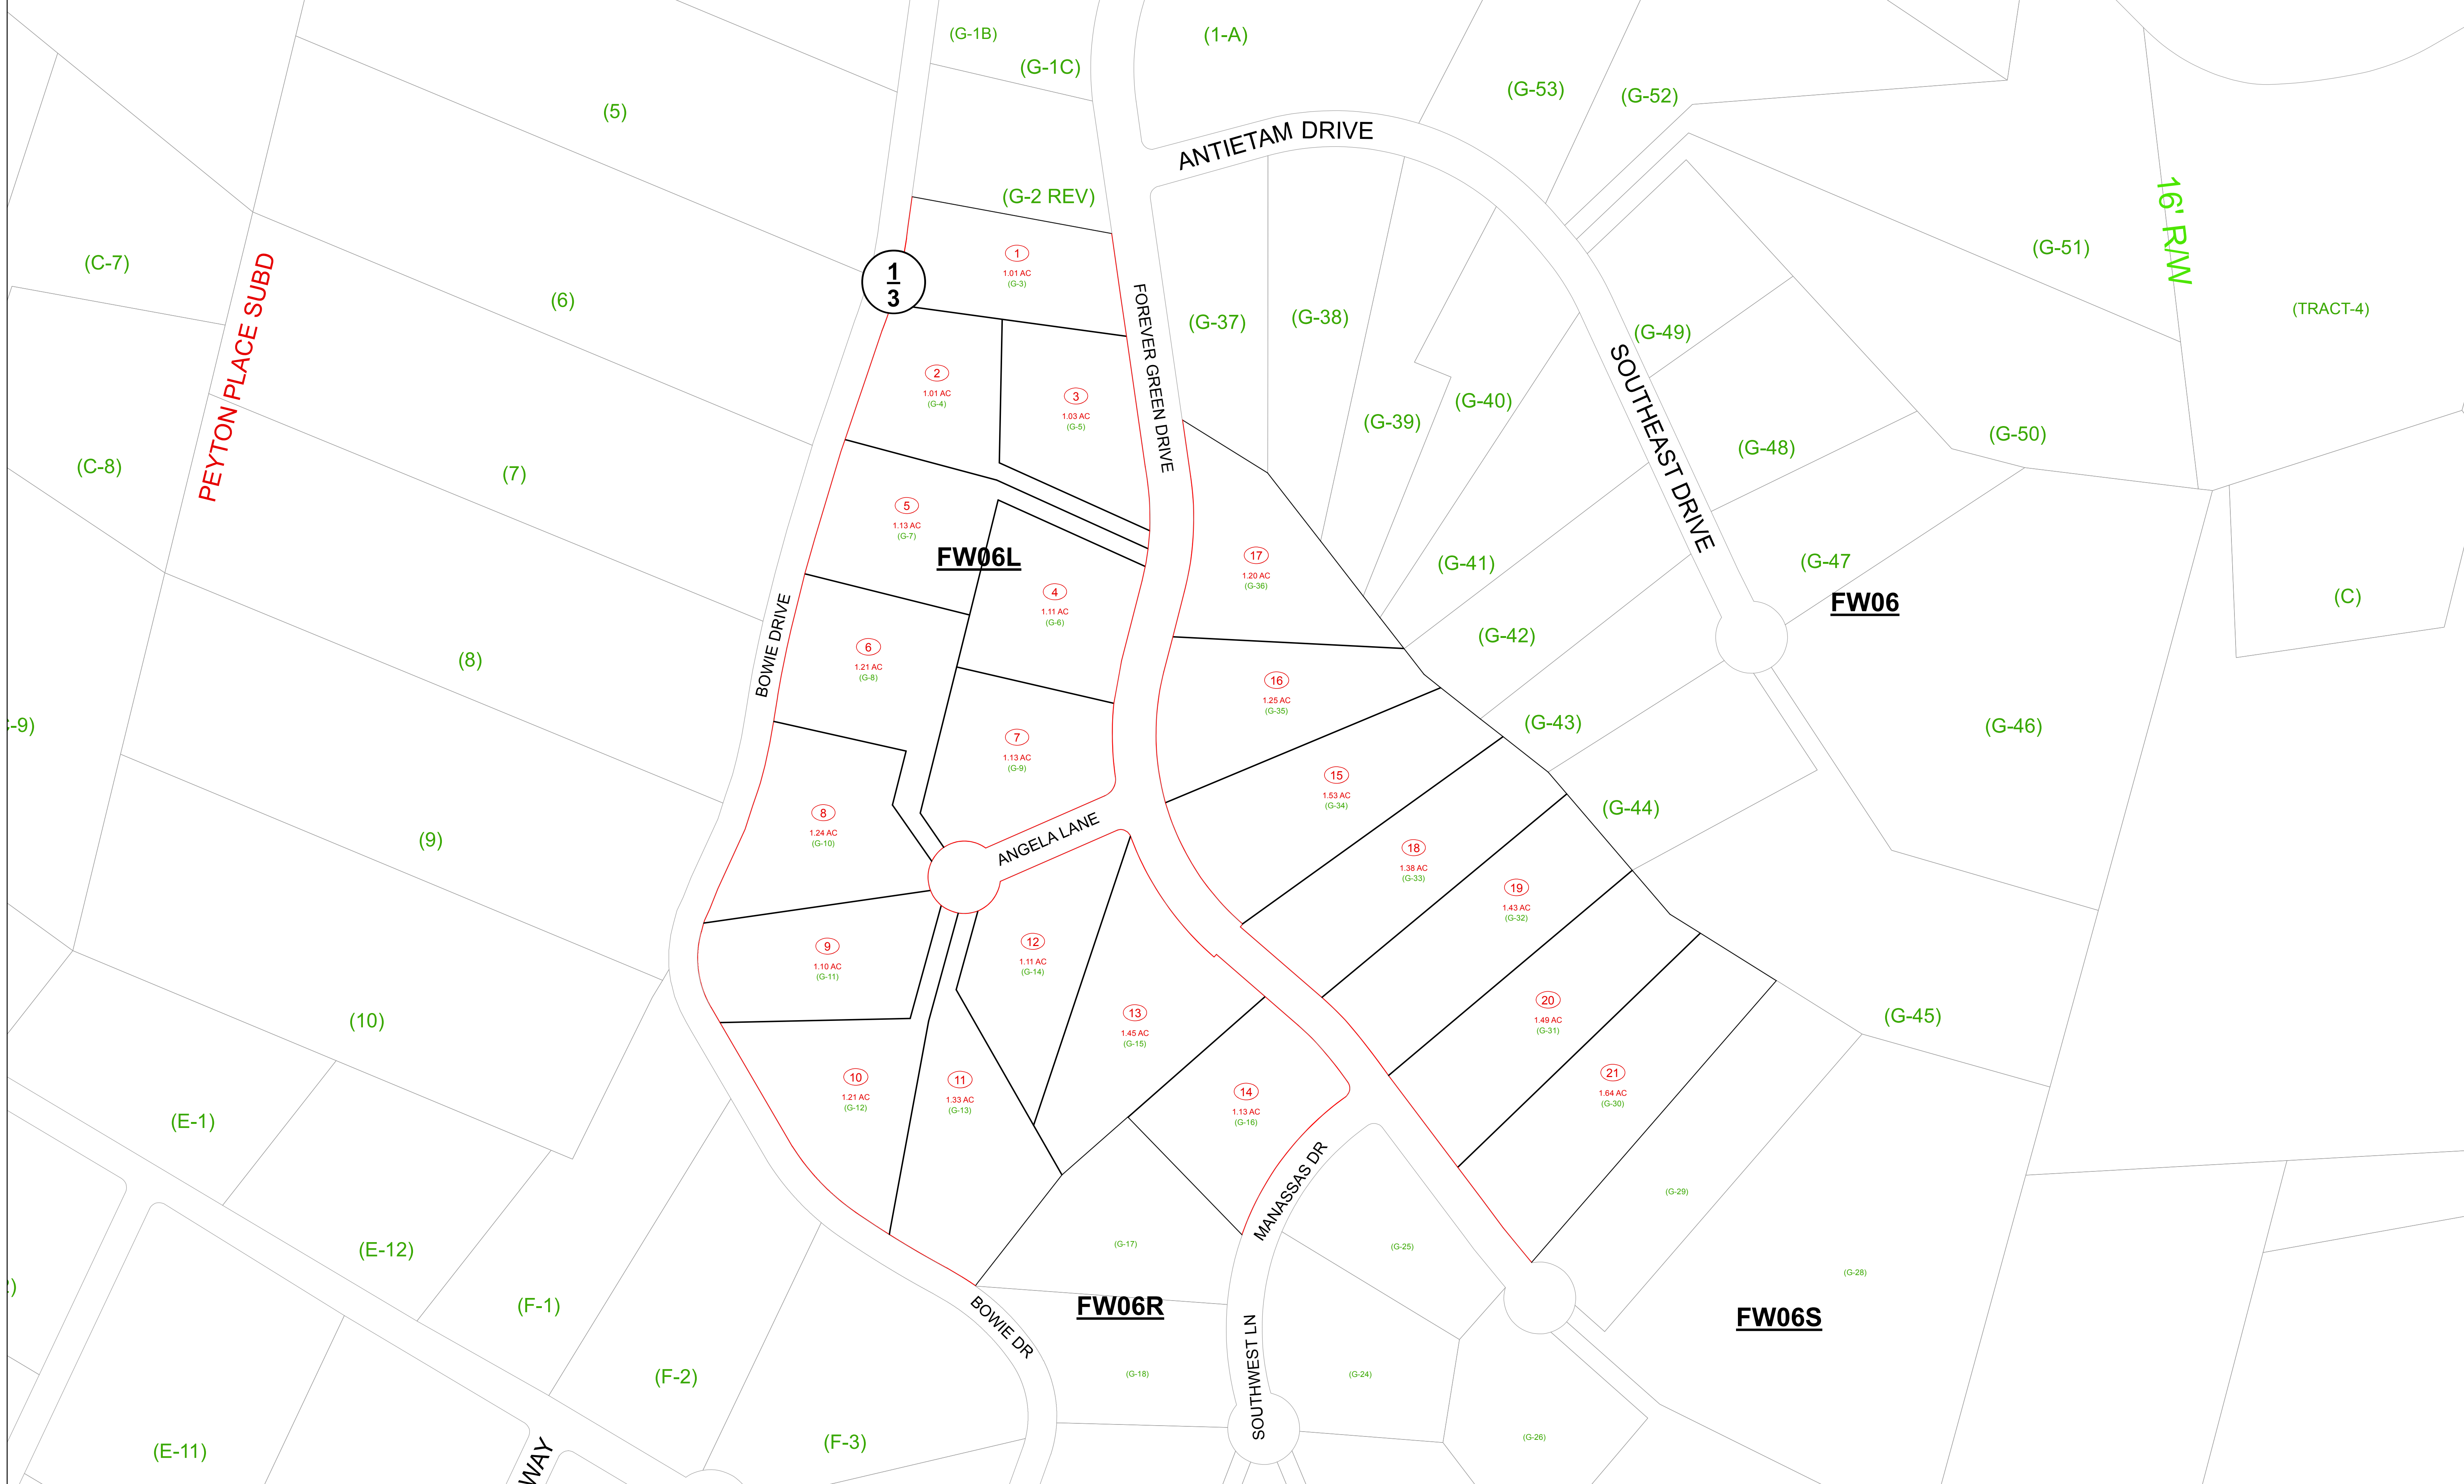 (G-1B)
(1-A)
(G-1C)
(5)
(G-53)
(G-52)
ANTIETAM DRIVE
(G-2 REV)
16' R/W
(C-7)
PEYTON PLACE SUBD
(6)
1
3
1
1.01 AC
(G-3)
FOREVER GREEN DRIVE
(G-37)
(G-38)
(G-49)
(G-51)
(TRACT-4)
2
1.01 AC
(G-4)
3
1.03 AC
(G-5)
(G-39)
(G-40)
SOUTHEAST DRIVE
(G-48)
(G-50)
(C-8)
(7)
5
1.13 AC
(G-7)
FW06L
17
1.20 AC
(G-36)
(G-41)
(G-47
FW06
(C)
4
1.11 AC
(G-6)
BOWIE DRIVE
6
1.21 AC
(G-8)
(8)
(G-42)
16
1.25 AC
(G-35)
-9)
7
1.13 AC
(G-9)
(G-43)
(G-46)
15
1.53 AC
(G-34)
(9)
8
1.24 AC
(G-10)
ANGELA LANE
(G-44)
18
1.38 AC
(G-33)
19
1.43 AC
(G-32)
9
1.10 AC
(G-11)
12
1.11 AC
(G-14)
(10)
13
1.45 AC
(G-15)
20
1.49 AC
(G-31)
(G-45)
10
1.21 AC
(G-12)
11
1.33 AC
(G-13)
14
1.13 AC
(G-16)
21
1.64 AC
(G-30)
(E-1)
MANASSAS DR
(G-29)
(E-12)
(G-17)
(G-25)
(G-28)
)
(F-1)
BOWIE DR
FW06R
FW06S
SOUTHWEST LN
(F-2)
(G-18)
(G-24)
(E-11)
WAY
(F-3)
(G-26)